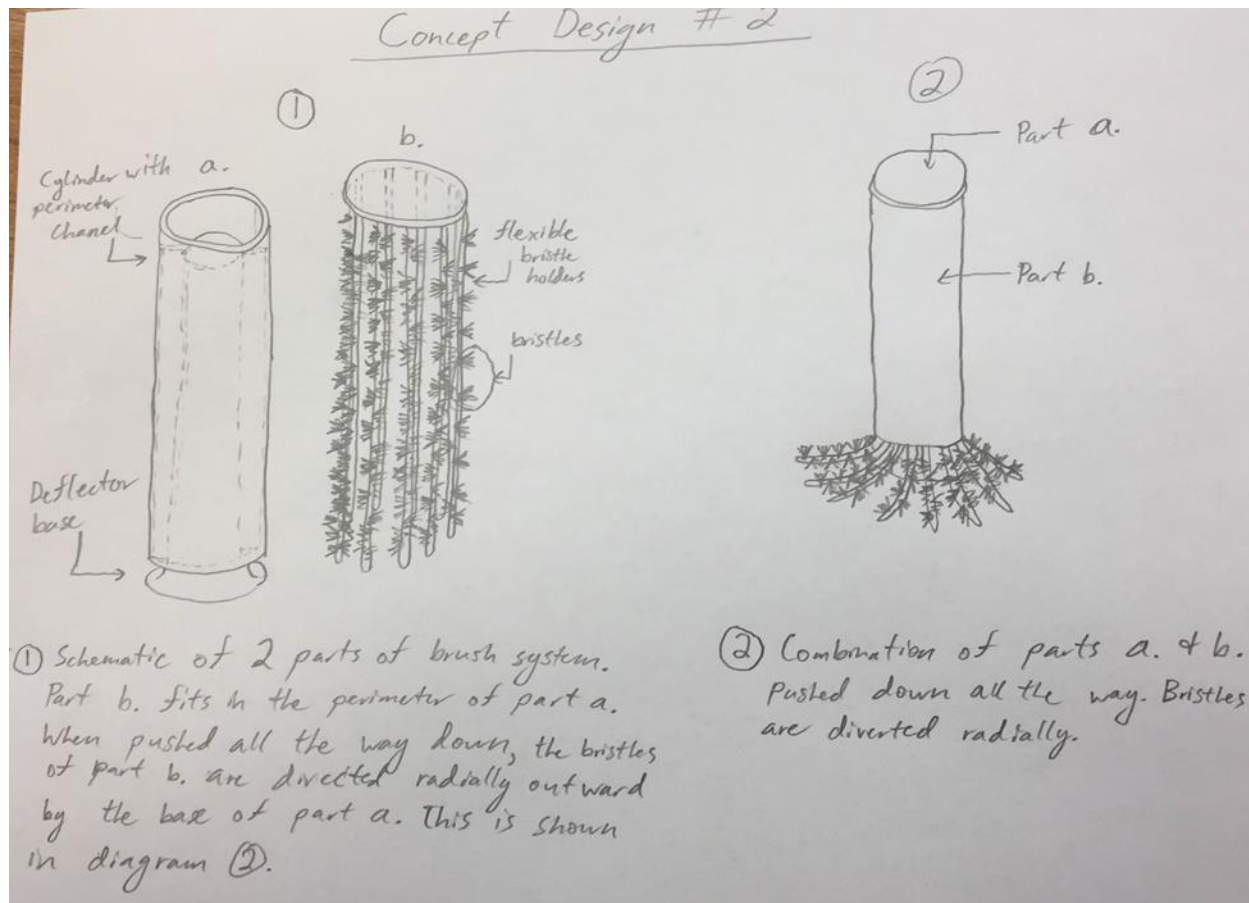 Concept Design # 2
①
Cylinder with
perimeter
Chanel
a.
b.
flexible
bristle
holders
bristles
Deflector
base
② 
Part a.
Part b.
① Schematic of 2 parts of brush system.
Part b. fits in the perimeter of part a.
When pushed all the way down, the bristles
of part b. are directed radially outward
by the base of part a. This is shown
in diagram ②.
② Combination of parts a. & b.
Pushed down all the way. Bristles
are diverted radially.